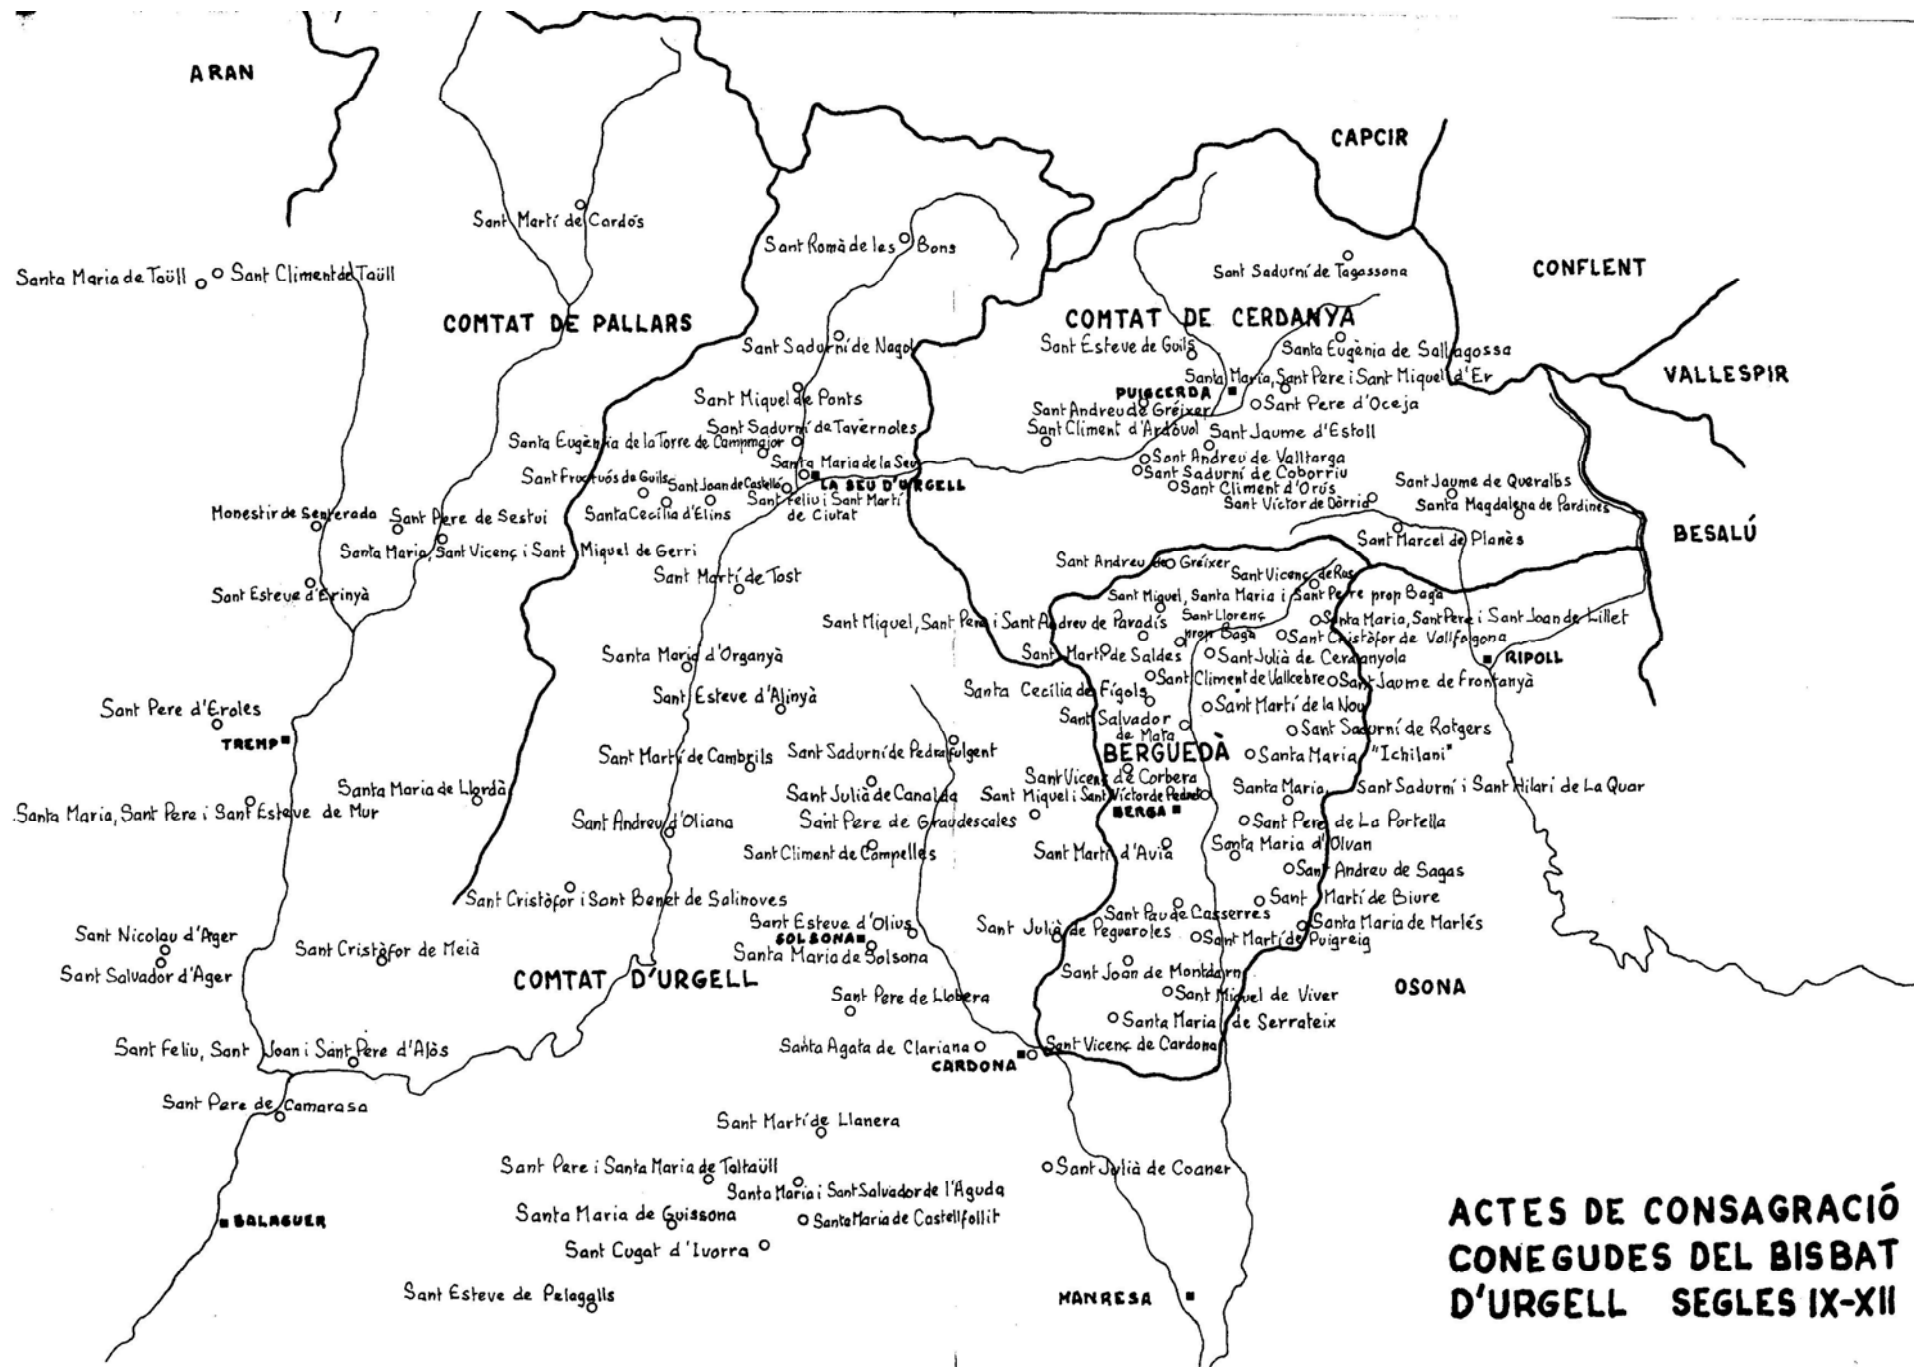 ARAN
CAPCIR
Sant Martí de Cardós
Sant Romà de les Bons
Santa Maria de Taüll
Sant Climent de Taüll
Sant Sadurní de Tagossona
CONFLENT
COMTAT DE PALLARS
COMTAT DE CERDANYA
Sant Sadurní de Nagol
Sant Esteve de Guils
Santa Eugènia de Sallagossa
VALLESPIR
Santa Maria, Sant Pere i Sant Miquel d'Er
PUIGCERDA
Sant Miquel de Ponts
Sant Andreu de Gréixer
Sant Pere d'Oceja
Sant Sadurní de Tavèrnoles
Sant Climent d'Ardòvol
Sant Jaume d'Estoll
Santa Eugènia de la Torre de Campmajor
Santa Maria de la Seu
Sant Andreu de Valltarga
Sant Sadurní de Coborriu
Sant Fructuós de Guils
Sant Joan de Castelló
LA SEU D'URGELL
Sant Climent d'Orús
Sant Jaume de Queralbs
Sant Feliu i Sant Martí
de Ciutat
Sant Víctor de Dòrria
Santa Magdalena de Pardines
Monestir de Senterada
Sant Pere de Sestui
Santa Cecília d'Elins
BESALÚ
Santa Maria, Sant Vicenç i Sant Miquel de Gerri
Sant Marcel de Planès
Sant Andreu de Gréixer
Sant Martí de Tost
Sant Vicenç de Rus
Sant Esteve d'Erinyà
Sant Miquel, Santa Maria i Sant Pere prop Bagà
Sant Miquel, Sant Pere i Sant Andreu de Paradís
Sant Llorenç
prop Bagà
Santa Maria, Sant Pere i Sant Joan de Lillet
Sant Cristòfor de Vallfogona
Santa Maria d'Organyà
Sant Martí de Saldes
Sant Julià de Cerdanyola
RIPOLL
Sant Climent de Vallcebre
Sant Jaume de Frontanyà
Sant Esteve d'Alinyà
Santa Cecília de Fígols
Sant Pere d'Eroles
Sant Martí de la Nou
Sant Salvador
de Mata
TREMP
Sant Sadurní de Rotgers
Sant Martí de Cambrils
Sant Sadurní de Pedrafulgent
BERGUEDÀ
Santa Maria "Ichilani"
Sant Vicenç de Corbera
Santa Maria de Llordà
Sant Julià de Canalda
Sant Miquel i Sant Víctor de Pedret
Santa Maria, Sant Sadurní i Sant Hilari de La Quar
Santa Maria, Sant Pere i Sant Esteve de Mur
BERGA
Sant Andreu d'Oliana
Sant Pere de Graudescales
Sant Pere de La Portella
Sant Climent de Campelles
Sant Martí d'Avià
Santa Maria d'Olvan
Sant Andreu de Sagas
Sant Cristòfor i Sant Benet de Salinoves
Sant Martí de Biure
Sant Pau de Casserres
Sant Esteve d'Olius
Santa Maria de Marlés
Sant Nicolau d'Ager
Sant Julià de Pegueroles
SOLSONA
Sant Martí de Puigreig
Sant Cristòfor de Meià
Santa Maria de Solsona
Sant Salvador d'Ager
COMTAT D'URGELL
Sant Joan de Montdarn
OSONA
Sant Pere de Llobera
Sant Miquel de Viver
Santa Maria de Serrateix
Sant Feliu, Sant Joan i Sant Pere d'Alòs
Santa Agata de Clariana
Sant Vicenç de Cardona
CARDONA
Sant Pere de Camarasa
Sant Martí de Llanera
Sant Pere i Santa Maria de Taltaüll
Sant Julià de Coaner
Santa Maria i Sant Salvador de l'Aguda
BALAGUER
Santa Maria de Guissona
Santa Maria de Castellfollit
Sant Cugat d'Ivorra
Sant Esteve de Pelagalls
MANRESA
ACTES DE CONSAGRACIÓ
CONEGUDES DEL BISBAT
D'URGELL SEGLES IX-XII